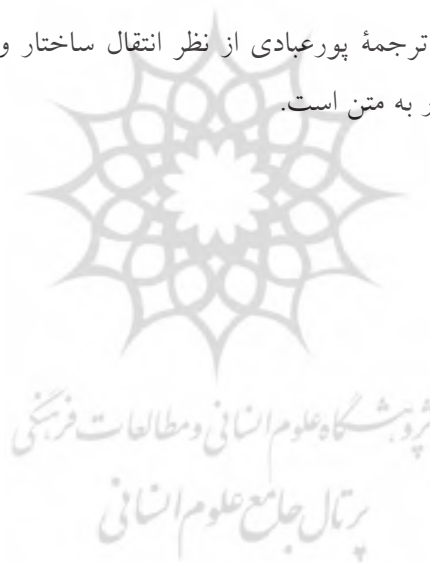 ترجمهٔ پورعبادی از نظر انتقال ساختار و
ر به متن است.
پژوهشگاه علوم انسانی و مطالعات فرهنگی
پرتال جامع علوم انسانی